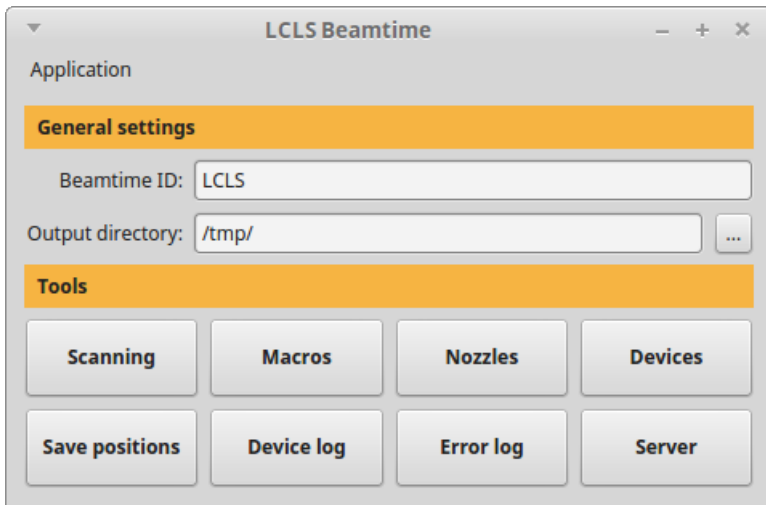 LCLS Beamtime
Application
General settings
Beamtime ID: LCLS
Output directory: /tmp/ ...
Tools
Scanning Macros Nozzles Devices
Save positions Device log Error log Server